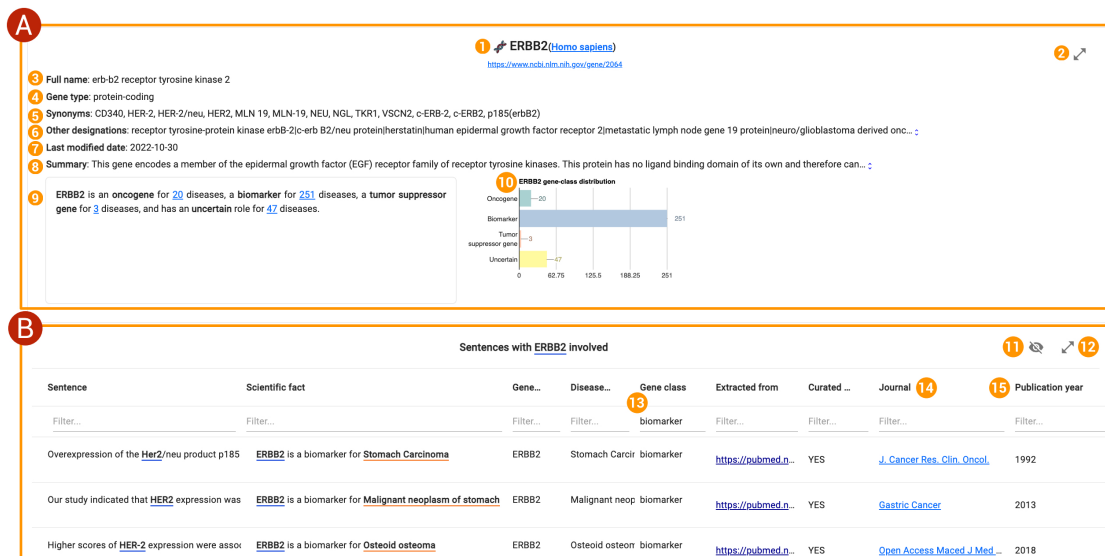 A
1 ERBB2(Homo sapiens)
2
https://www.ncbi.nlm.nih.gov/gene/2064
3 Full name: erb-b2 receptor tyrosine kinase 2
4 Gene type: protein-coding
5 Synonyms: CD340, HER-2, HER-2/neu, HER2, MLN 19, MLN-19, NEU, NGL, TKR1, VSCN2, c-ERB-2, c-ERB2, p185(erbB2)
6 Other designations: receptor tyrosine-protein kinase erbB-2|c-erb B2/neu protein|herstatin|human epidermal growth factor receptor 2|metastatic lymph node gene 19 protein|neuro/glioblastoma derived onc...
7 Last modified date: 2022-10-30
8 Summary: This gene encodes a member of the epidermal growth factor (EGF) receptor family of receptor tyrosine kinases. This protein has no ligand binding domain of its own and therefore can...
9 ERBB2 is an oncogene for 20 diseases, a biomarker for 251 diseases, a tumor suppressor
gene for 3 diseases, and has an uncertain role for 47 diseases.
10 ERBB2 gene-class distribution
Oncogene 20
Biomarker 251
Tumor
suppressor gene 3
Uncertain 47
0 62.75 125.5 188.25 251
B
Sentences with ERBB2 involved
11 12
Sentence Scientific fact Gene... Disease... Gene class Extracted from Curated ... Journal 14 15 Publication year
13
Filter... Filter... Filter... Filter... biomarker Filter... Filter... Filter... Filter...
Overexpression of the Her2/neu product p185 ERBB2 is a biomarker for Stomach Carcinoma ERBB2 Stomach Carcir biomarker https://pubmed.n... YES J. Cancer Res. Clin. Oncol. 1992
Our study indicated that HER2 expression was ERBB2 is a biomarker for Malignant neoplasm of stomach ERBB2 Malignant neop biomarker https://pubmed.n... YES Gastric Cancer 2013
Higher scores of HER-2 expression were assoc ERBB2 is a biomarker for Osteoid osteoma ERBB2 Osteoid osteom biomarker https://pubmed.n... YES Open Access Maced J Med ... 2018